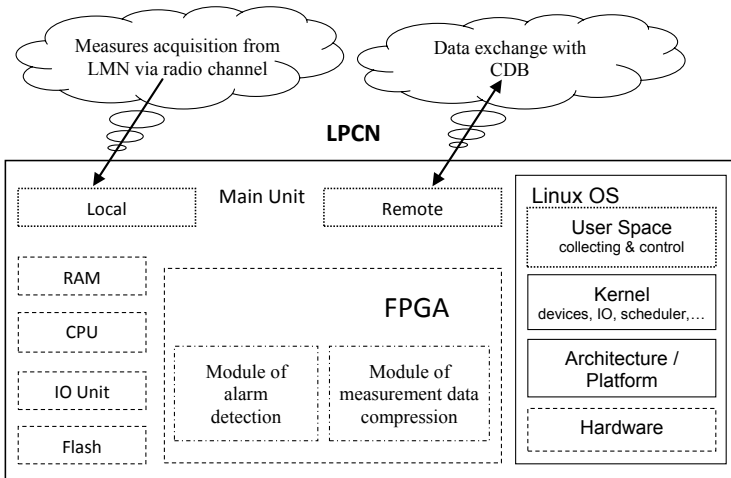 Measures acquisition from
LMN via radio channel
Data exchange with
CDB
LPCN
Local
Main Unit
Remote
RAM
CPU
IO Unit
Flash
FPGA
Module of
alarm
detection
Module of
measurement data
compression
Linux OS
User Space
collecting & control
Kernel
devices, IO, scheduler,…
Architecture /
Platform
Hardware